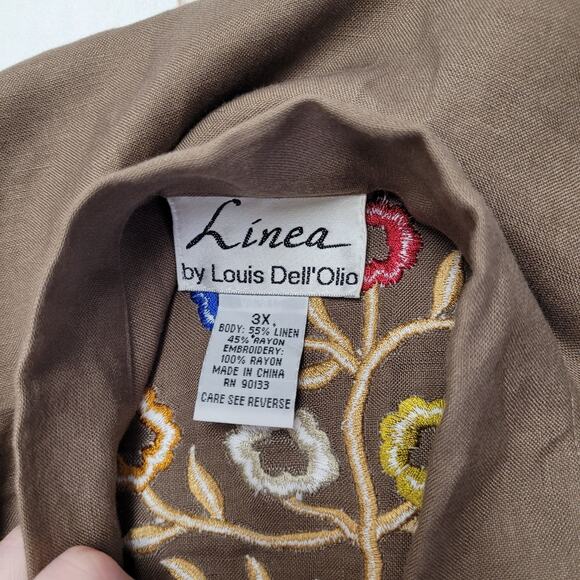 Linea
by Louis Dell'Olio
3X
BODY: 55% LINEN
45% RAYON
EMBROIDERY:
100% RAYON
MADE IN CHINA
RN 90133
CARE SEE REVERSE